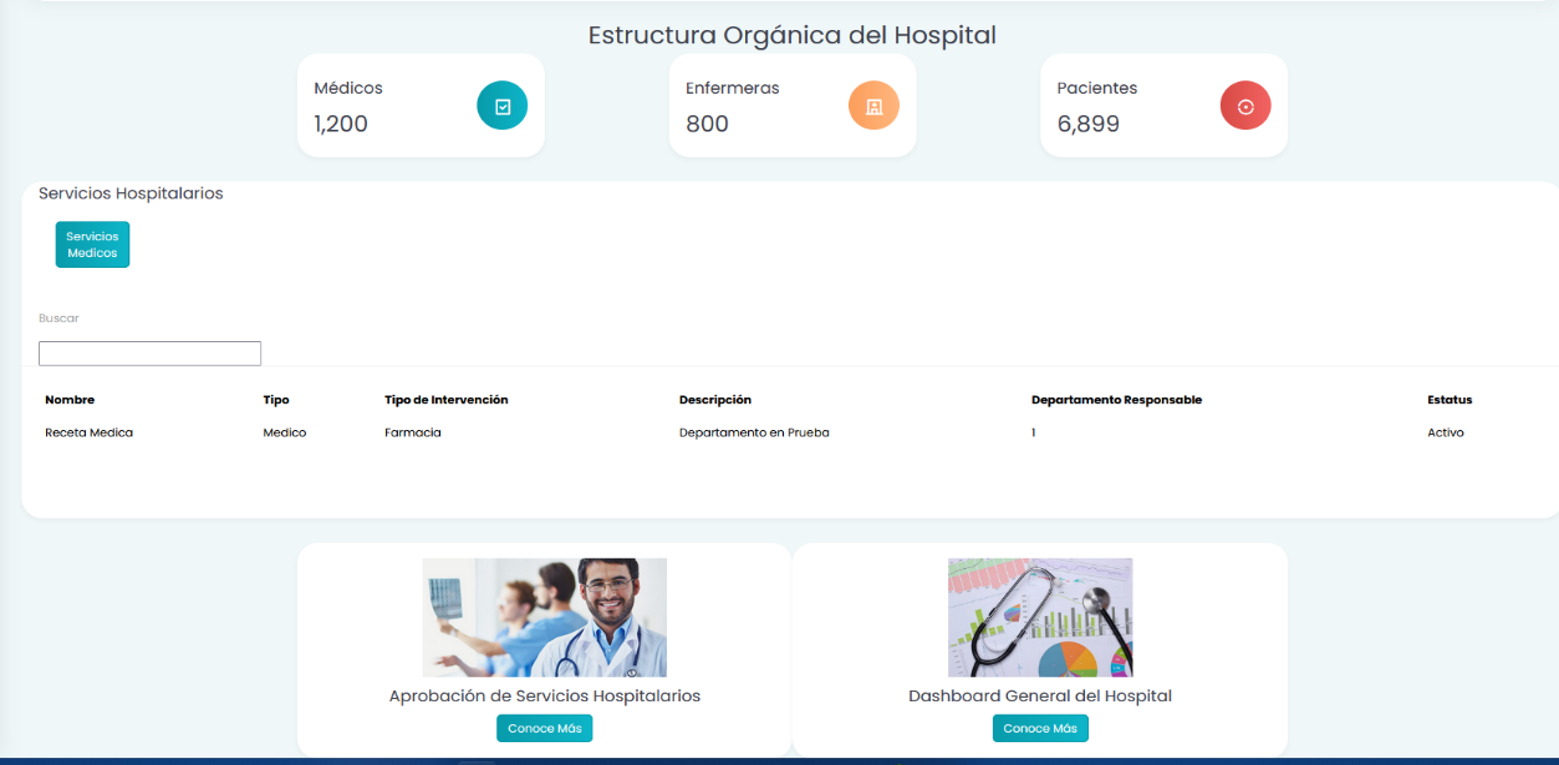 Estructura Orgánica del Hospital
Médicos
1,200
Enfermeras
800
Pacientes
6,899
Servicios Hospitalarios
Servicios
Medicos
Buscar
Nombre Tipo Tipo de Intervención Descripción Departamento Responsable Estatus
Receta Medica Medico Farmacia Departamento en Prueba 1 Activo
Aprobación de Servicios Hospitalarios
Conoce Más
Dashboard General del Hospital
Conoce Más